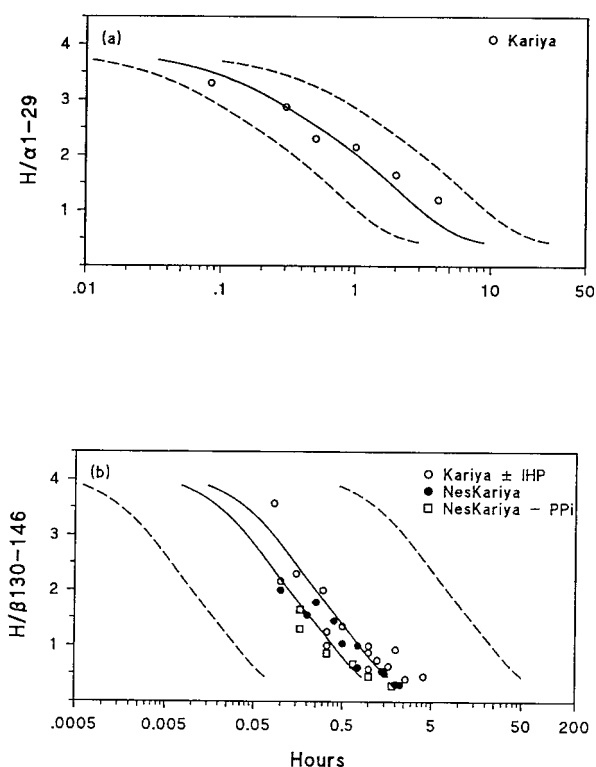 (a)
Kariya
H/α1−29
4
3
2
1
.01 .1 1 10 50
(b)
Kariya ± IHP
NesKariya
NesKariya − PPi
H/β130−146
4
3
2
1
.0005 .005 .05 0.5 5 50 200
Hours